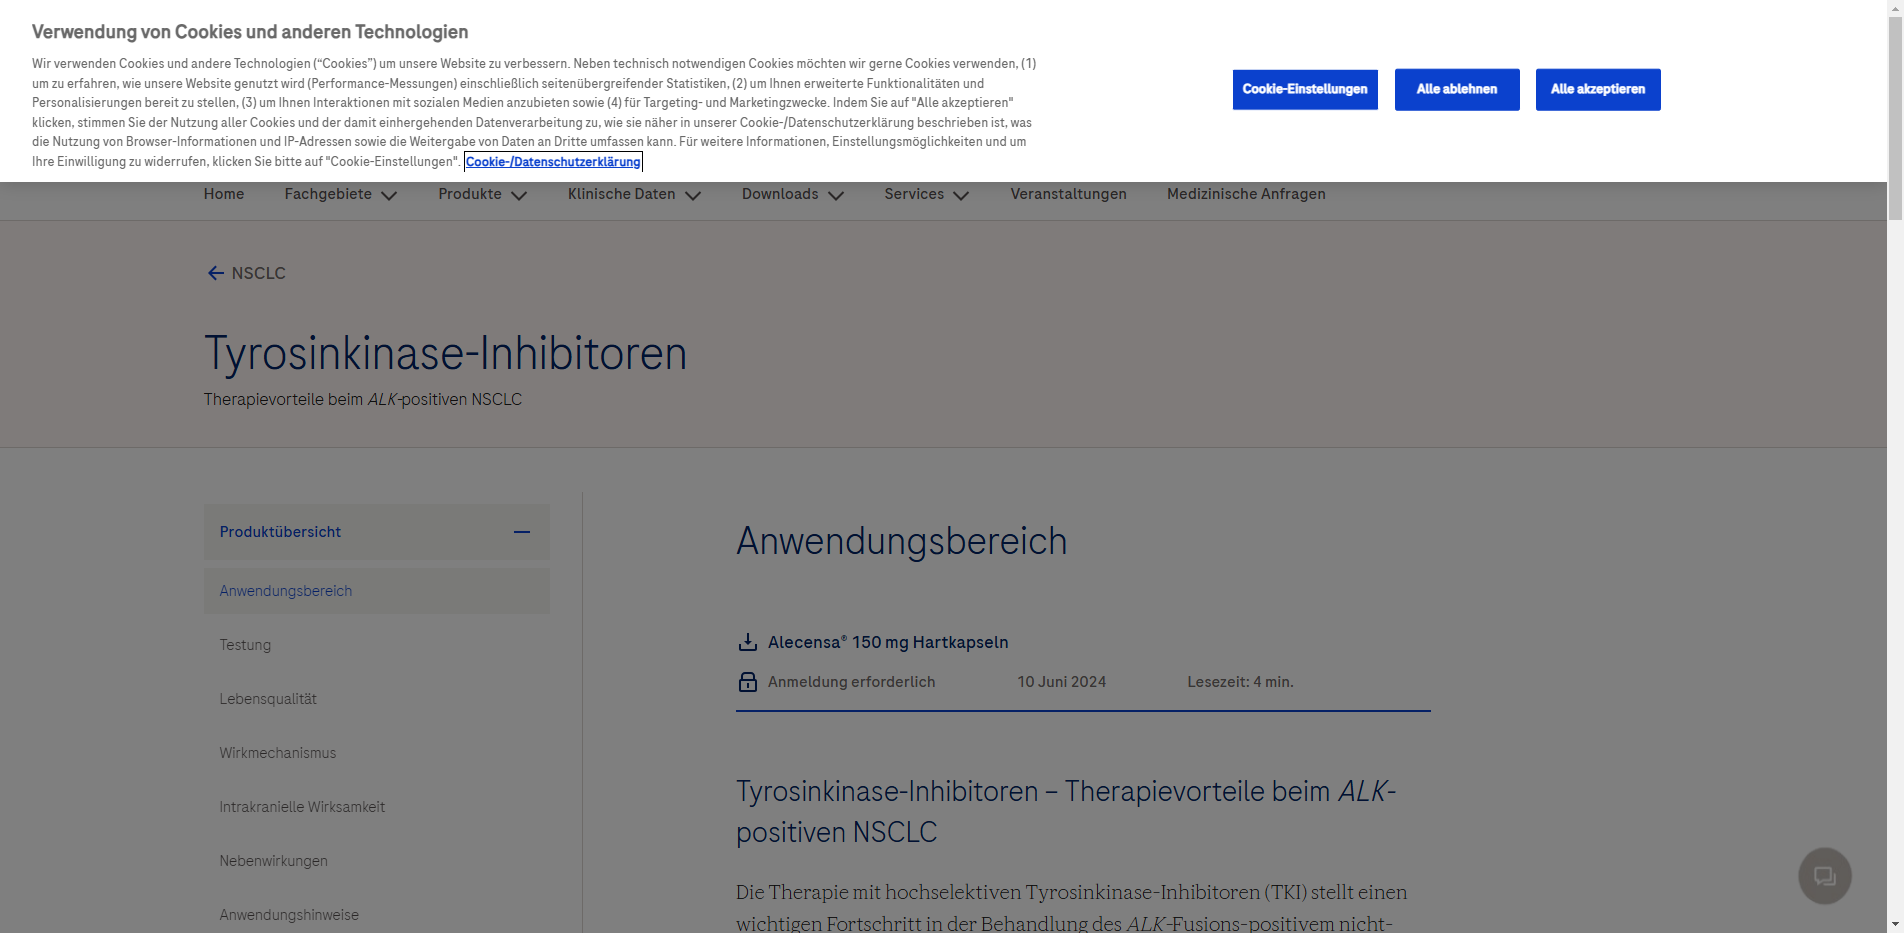 Verwendung von Cookies und anderen Technologien
Wir verwenden Cookies und andere Technologien (“Cookies”) um unsere Website zu verbessern. Neben technisch notwendigen Cookies möchten wir gerne Cookies verwenden, (1)
um zu erfahren, wie unsere Website genutzt wird (Performance-Messungen) einschließlich seitenübergreifender Statistiken, (2) um Ihnen erweiterte Funktionalitäten und
Personalisierungen bereit zu stellen, (3) um Ihnen Interaktionen mit sozialen Medien anzubieten sowie (4) für Targeting- und Marketingzwecke. Indem Sie auf "Alle akzeptieren"
klicken, stimmen Sie der Nutzung aller Cookies und der damit einhergehenden Datenverarbeitung zu, wie sie näher in unserer Cookie-/Datenschutzerklärung beschrieben ist, was
die Nutzung von Browser-Informationen und IP-Adressen sowie die Weitergabe von Daten an Dritte umfassen kann. Für weitere Informationen, Einstellungsmöglichkeiten und um
Ihre Einwilligung zu widerrufen, klicken Sie bitte auf "Cookie-Einstellungen". Cookie-/Datenschutzerklärung
Cookie-Einstellungen Alle ablehnen Alle akzeptieren
Home Fachgebiete Produkte Klinische Daten Downloads Services Veranstaltungen Medizinische Anfragen
NSCLC
Tyrosinkinase-Inhibitoren
Therapievorteile beim ALK-positiven NSCLC
Produktübersicht
Anwendungsbereich
Testung
Lebensqualität
Wirkmechanismus
Intrakranielle Wirksamkeit
Nebenwirkungen
Anwendungshinweise
Anwendungsbereich
Alecensa® 150 mg Hartkapseln
Anmeldung erforderlich 10 Juni 2024 Lesezeit: 4 min.
Tyrosinkinase-Inhibitoren – Therapievorteile beim ALK-
positiven NSCLC
Die Therapie mit hochselektiven Tyrosinkinase-Inhibitoren (TKI) stellt einen
wichtigen Fortschritt in der Behandlung des ALK-Fusions-positivem nicht-